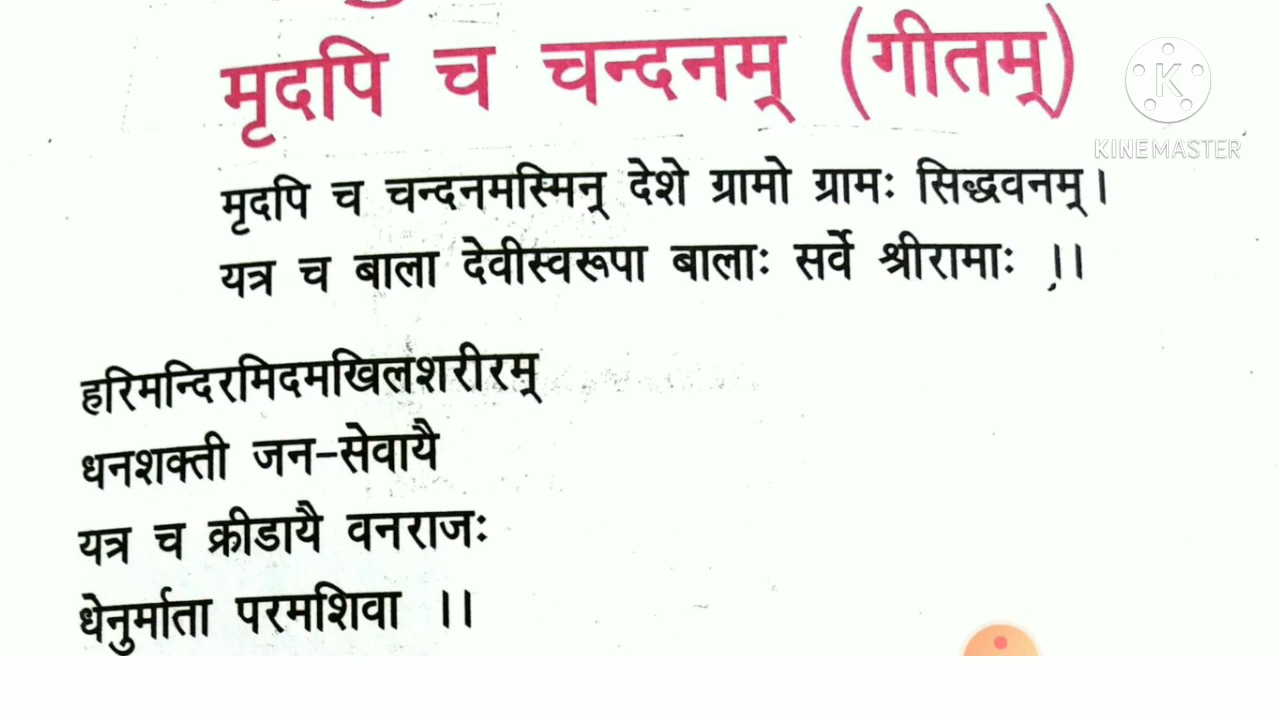 मृदपि च चन्दनम् (गीतम्)
KINEMASTER
मृदपि च चन्दनमस्मिन् देशे ग्रामो ग्रामः सिद्धवनम्।
यत्र च बाला देवीस्वरूपा बालाः सर्वे श्रीरामाः ।।
हरिमन्दिरमिदमखिलशरीरम्
धनशक्ती जन-सेवायै
यत्र च क्रीडायै वनराजः
धेनुर्माता परमशिवा ।।